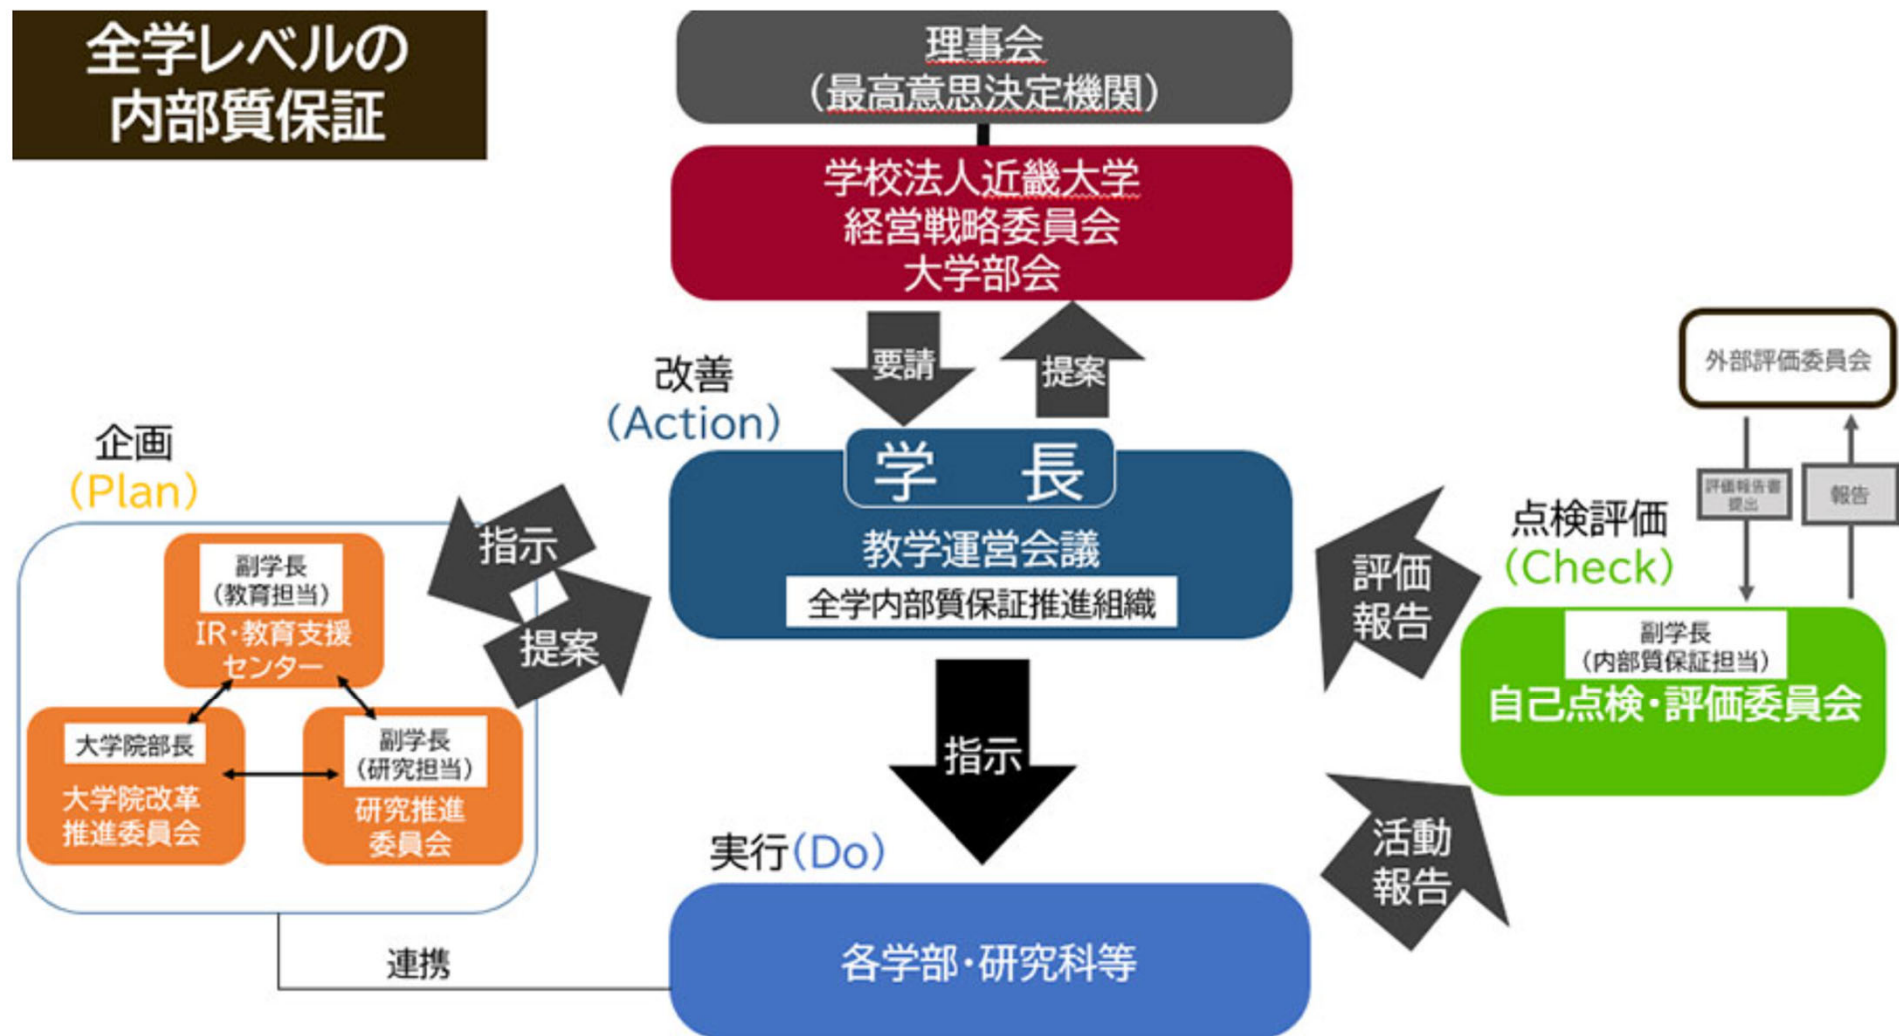 全学レベルの
内部質保証
理事会
（最高意思決定機関）
学校法人近畿大学
経営戦略委員会
大学部会
要請
提案
改善
(Action)
学 長
教学運営会議
全学内部質保証推進組織
企画
(Plan)
副学長
（教育担当）
IR・教育支援
センター
大学院部長
大学院改革
推進委員会
副学長
（研究担当）
研究推進
委員会
指示
提案
連携
指示
実行(Do)
各学部・研究科等
外部評価委員会
評価報告書
提出
報告
点検評価
(Check)
副学長
（内部質保証担当）
自己点検・評価委員会
評価
報告
活動
報告